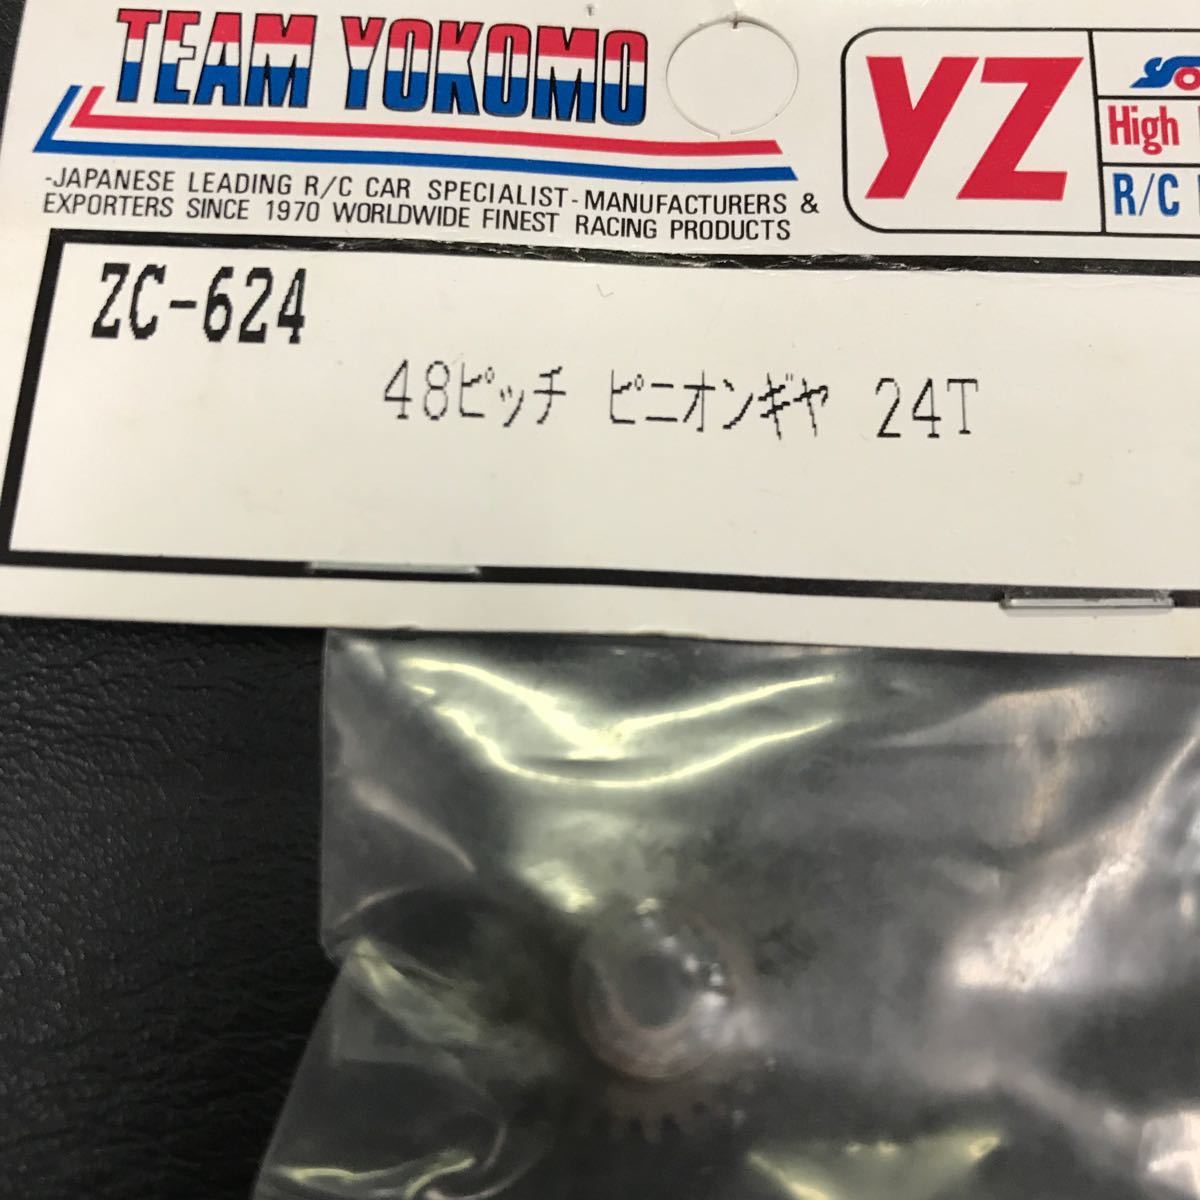 TEAM YOKOMO
-JAPANESE LEADING R/C CAR SPECIALIST-MANUFACTURERS &
EXPORTERS SINCE 1970 WORLDWIDE FINEST RACING PRODUCTS
YZ
High
R/C
ZC-624
48ピッチ ピニオンギヤ 24T